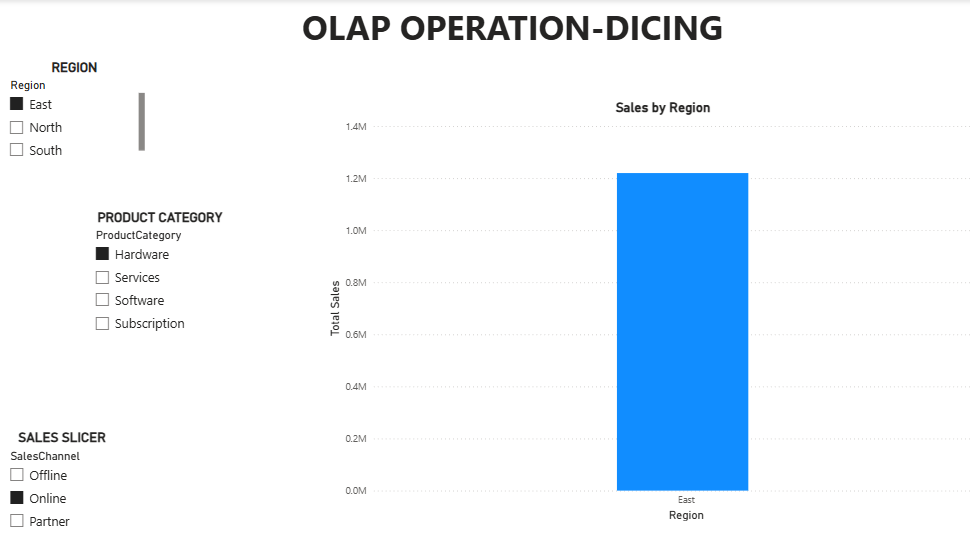 OLAP OPERATION-DICING
REGION
Region
East
North
South
PRODUCT CATEGORY
ProductCategory
Hardware
Services
Software
Subscription
SALES SLICER
SalesChannel
Offline
Online
Partner
Sales by Region
Total Sales
1.4M
1.2M
1.0M
0.8M
0.6M
0.4M
0.2M
0.0M
East
Region